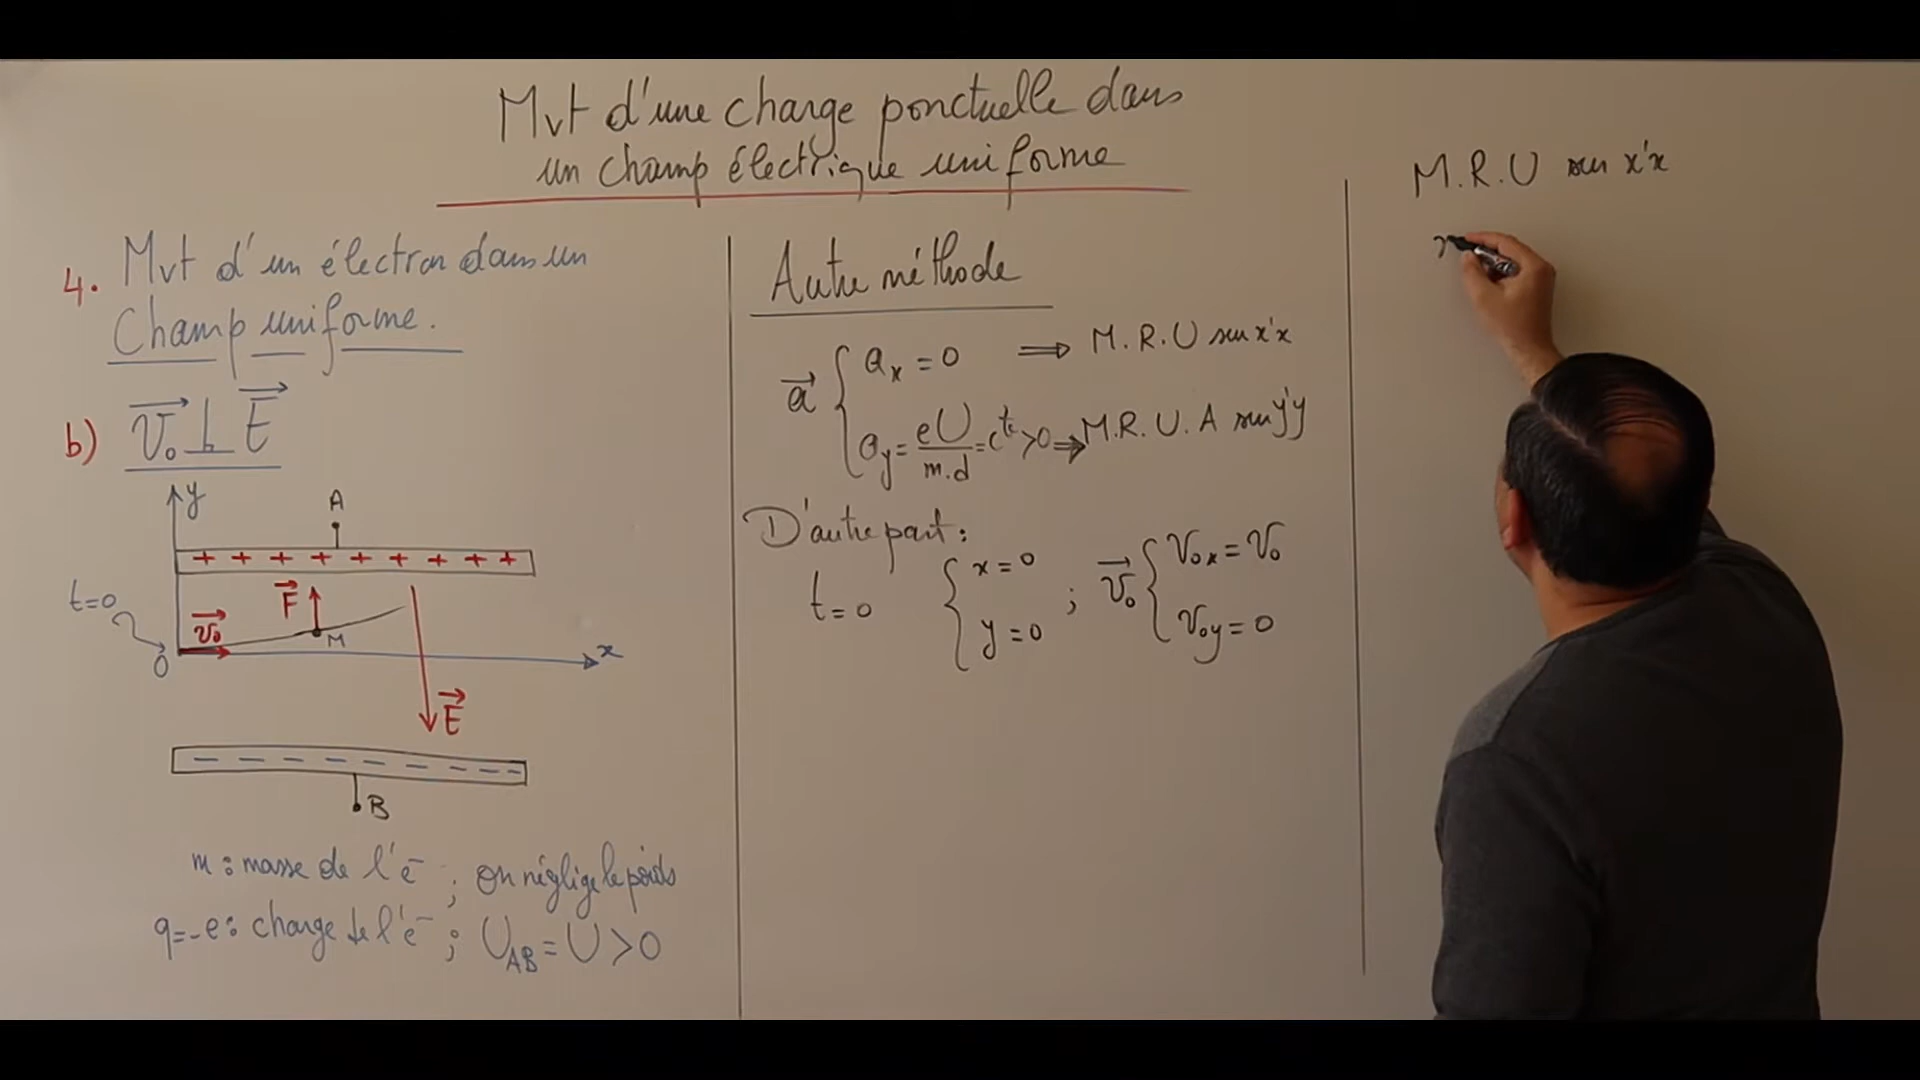 Mvt d'une charge ponctuelle dans
un champ électrique uniforme
4. Mvt d'un électron dans un
Champ uniforme.
b) V₀ ⊥ E
y
A
+ + + + + + + + +
t=0
F
V₀
M
O
x
E
- - - - - - - -
B
m : masse de l'e⁻ ; on néglige le poids
q=-e : charge de l'e⁻ ; U_AB = U > 0
Autre méthode
a { a_x = 0 ⟹ M.R.U sur x'x
a_y = eU/m.d = c^te > 0 ⟹ M.R.U.A sur y'y
D'autre part :
t=0 { x=0 ; V₀ { V₀x = V₀
y=0 V₀y = 0
M.R.U sur x'x
x